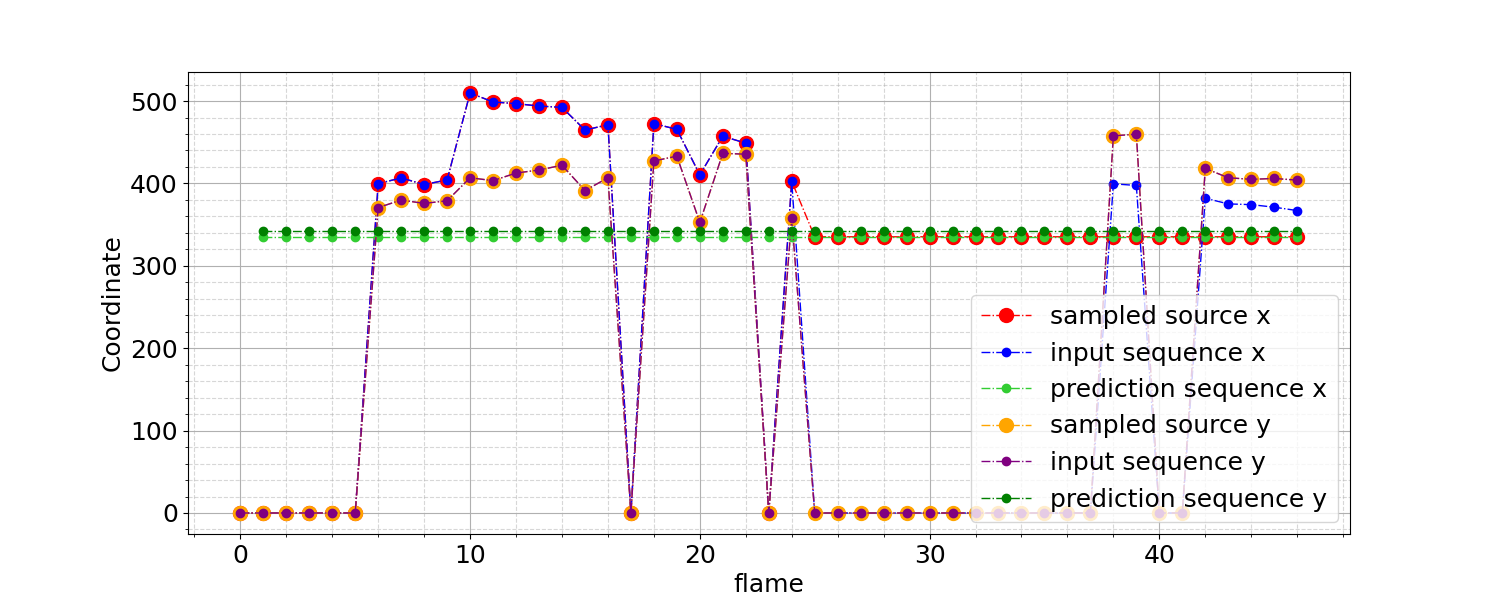 500
400
300
200
100
0
Coordinate
sampled source x
input sequence x
prediction sequence x
sampled source y
input sequence y
prediction sequence y
0 10 20 30 40
flame